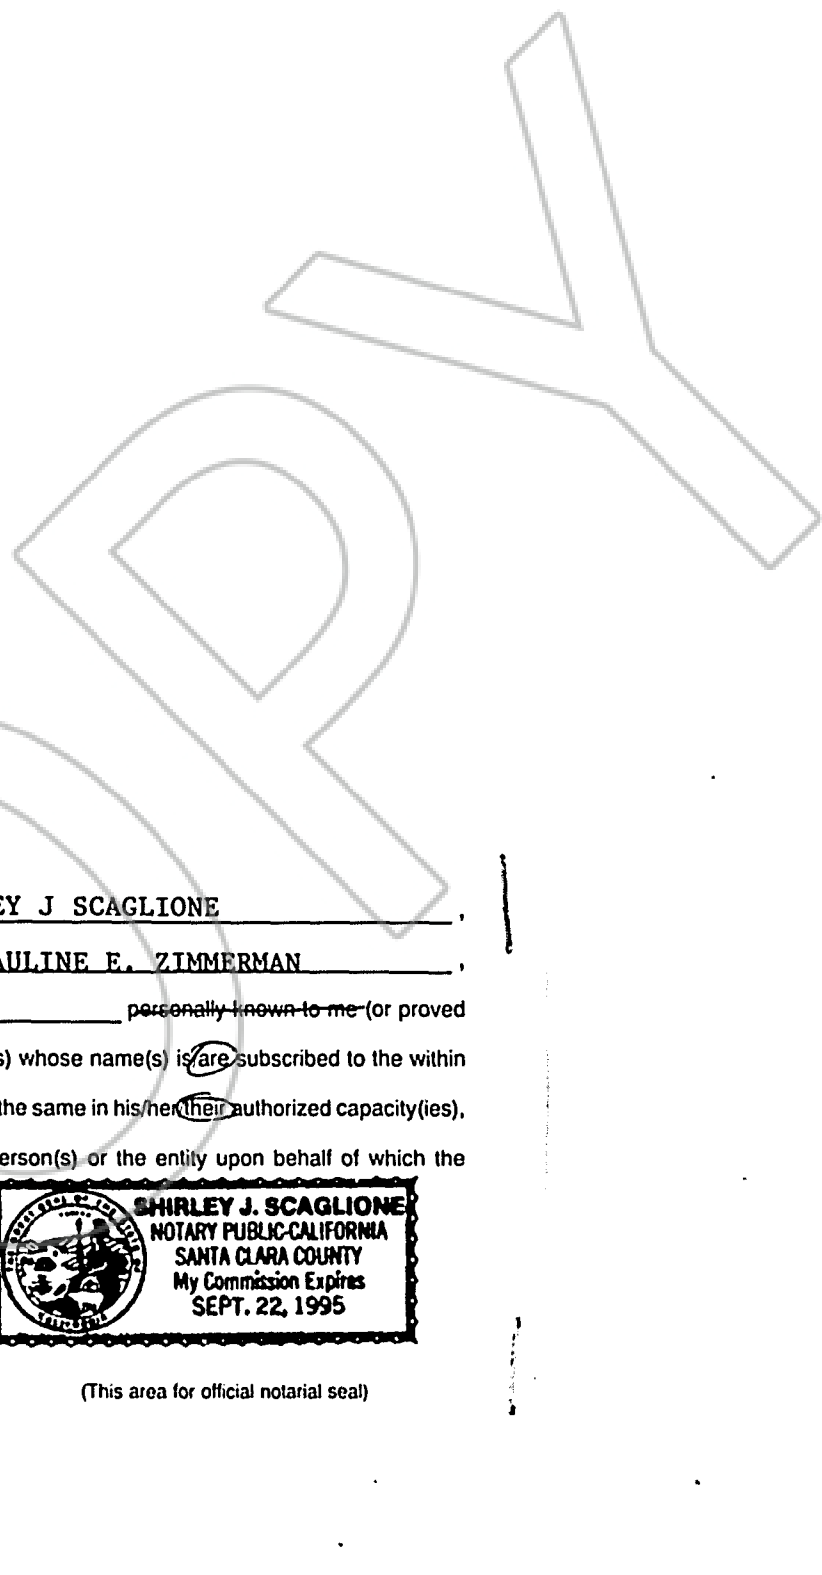 PY
EY J SCAGLIONE ,
AULINE E. ZIMMERMAN ,
personally known to me (or proved
s) whose name(s) is/are subscribed to the within
the same in his/her/their authorized capacity(ies),
erson(s) or the entity upon behalf of which the
SHIRLEY J. SCAGLIONE
NOTARY PUBLIC-CALIFORNIA
SANTA CLARA COUNTY
My Commission Expires
SEPT. 22, 1995
(This area for official notarial seal)